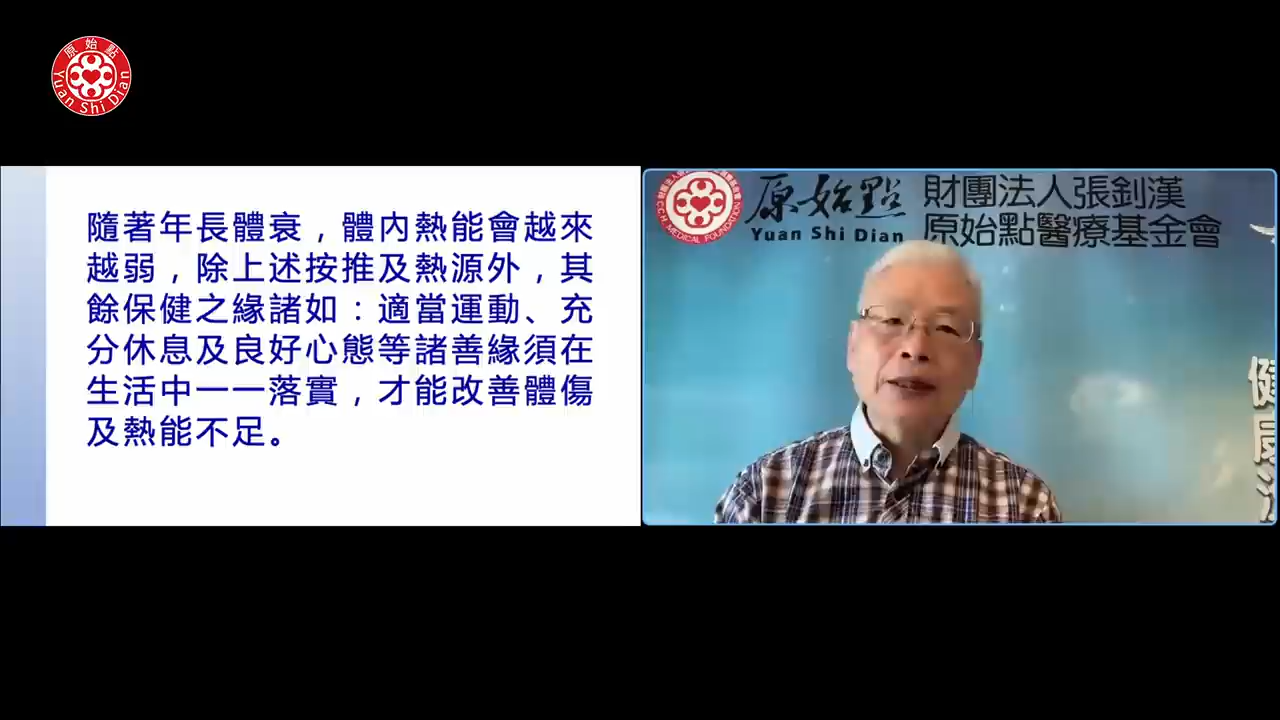 原始點
Yuan Shi Dian
隨著年長體衰，體內熱能會越來
越弱，除上述按推及熱源外，其
餘保健之緣諸如：適當運動、充
分休息及良好心態等諸善緣須在
生活中一一落實，才能改善體傷
及熱能不足。
C.C.H. MEDICAL FOUNDATION
原始點
Yuan Shi Dian
財團法人張釗漢
原始點醫療基金會
健